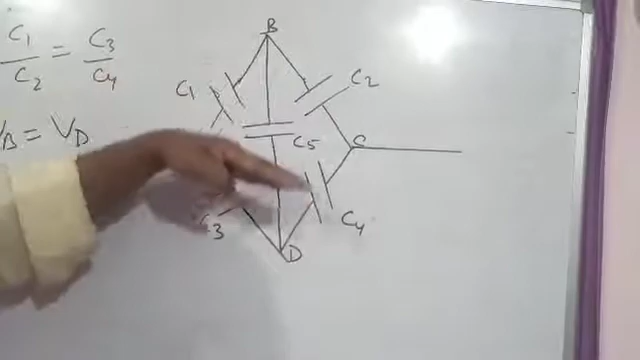 C1/C2 = C3/C4
VB = VD
B
C1
C2
C5
C
C3
C4
D